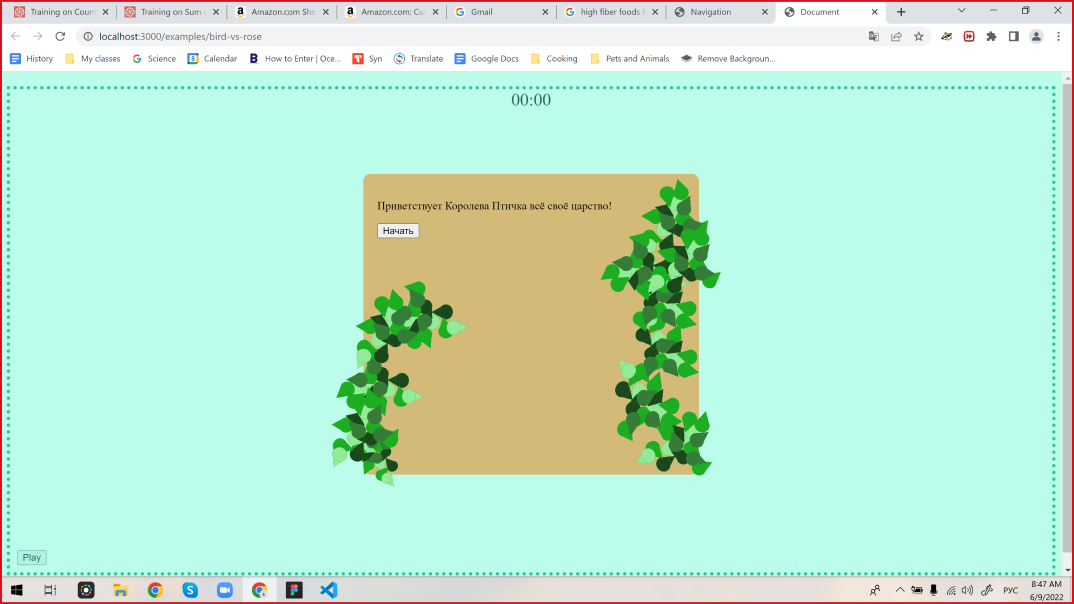 Training on Coun
Training on Sum i
Amazon.com Sho
Amazon.com: Cu
Gmail
high fiber foods f
Navigation
Document
localhost:3000/examples/bird-vs-rose
History
My classes
Science
Calendar
How to Enter | Oce...
Syn
Translate
Google Docs
Cooking
Pets and Animals
Remove Backgroun...
00:00
Приветствует Королева Птичка всё своё царство!
Начать
Play
РУС
8:47 AM
6/9/2022